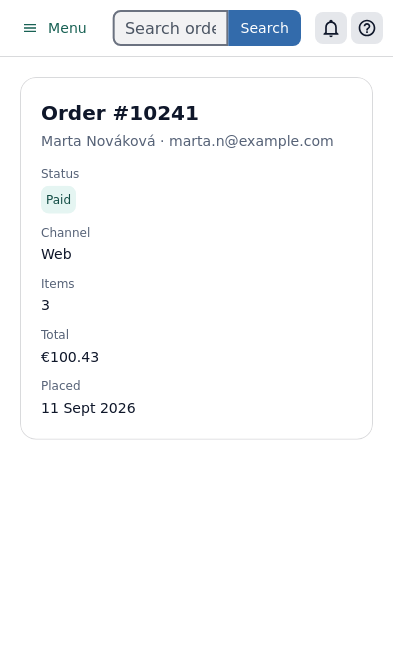 Menu
Search orde
Search
Order #10241
Marta Nováková · marta.n@example.com
Status
Paid
Channel
Web
Items
3
Total
€100.43
Placed
11 Sept 2026